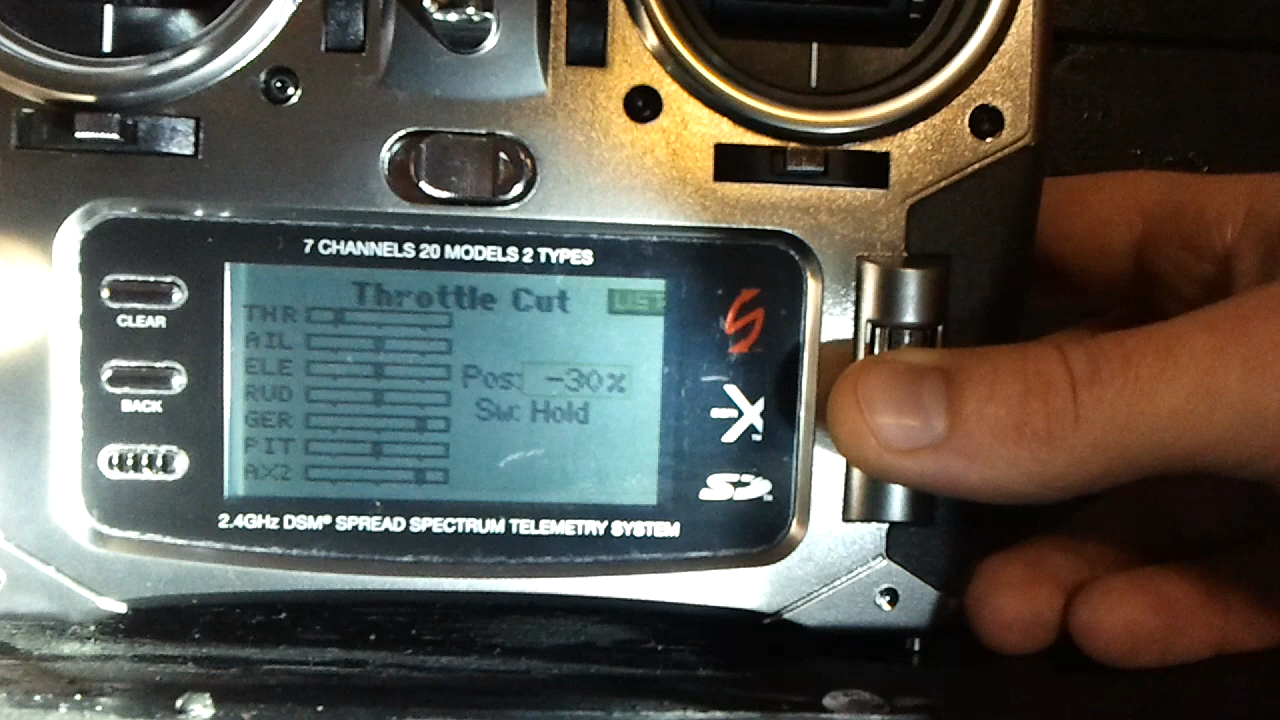 7 CHANNELS 20 MODELS 2 TYPES
Throttle Cut LIST
THR
AIL
ELE
RUD
GER
PIT
AX2
Pos: -30%
Sw: Hold
CLEAR
BACK
X
SD
2.4GHz DSM® SPREAD SPECTRUM TELEMETRY SYSTEM